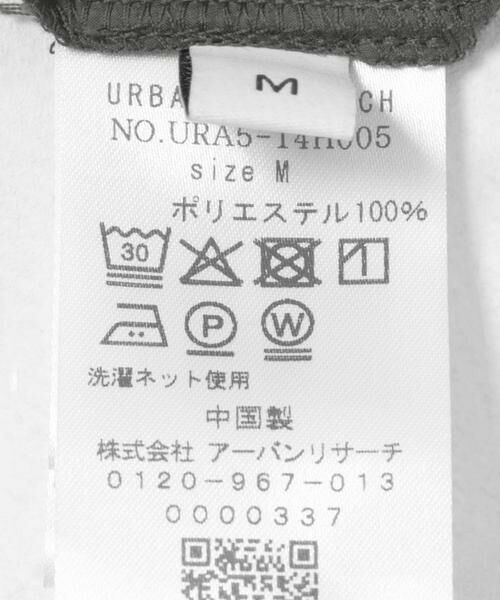 M
URBA CH
NO.URA5-14H005
size M
ポリエステル100%
30
P W
洗濯ネット使用
中国製
株式会社 アーバンリサーチ
0120-967-013
0000337